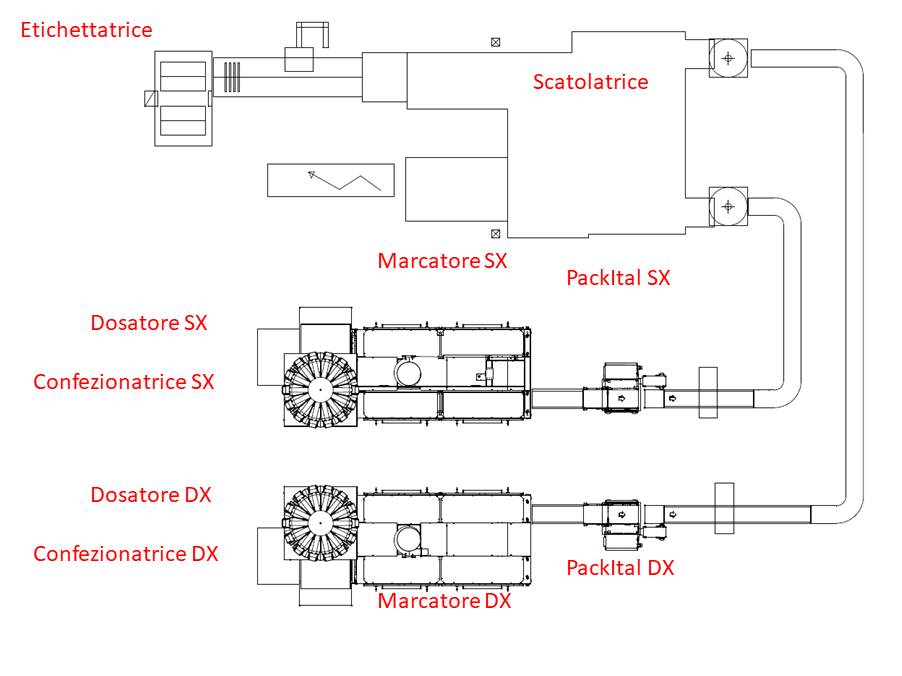 Etichettatrice
Scatolatrice
Marcatore SX
PackItal SX
Dosatore SX
Confezionatrice SX
Dosatore DX
Confezionatrice DX
PackItal DX
Marcatore DX